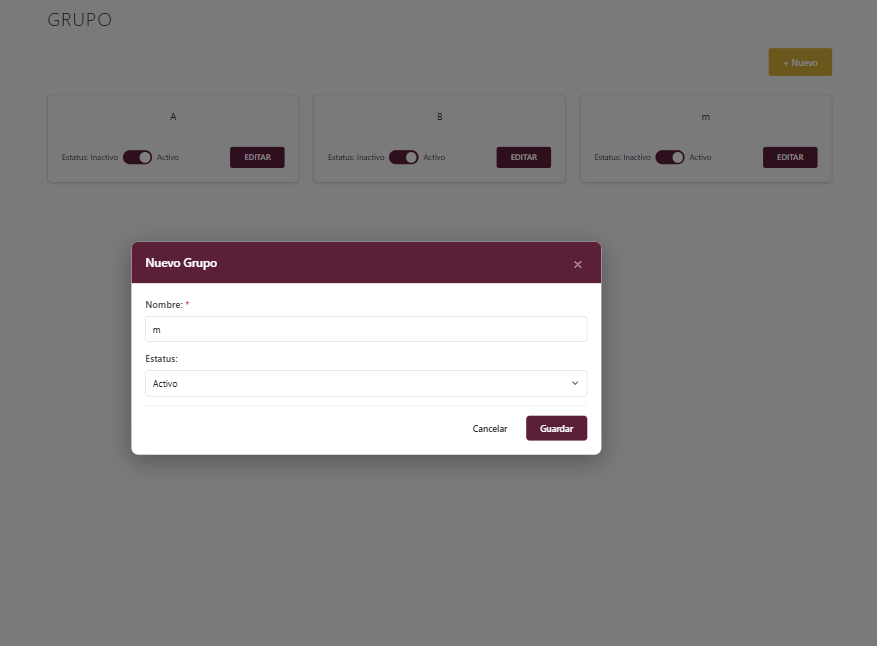 GRUPO
+ Nuevo
A
B
m
Estatus: Inactivo Activo EDITAR
Estatus: Inactivo Activo EDITAR
Estatus: Inactivo Activo EDITAR
Nuevo Grupo
×
Nombre: *
m
Estatus:
Activo
Cancelar
Guardar